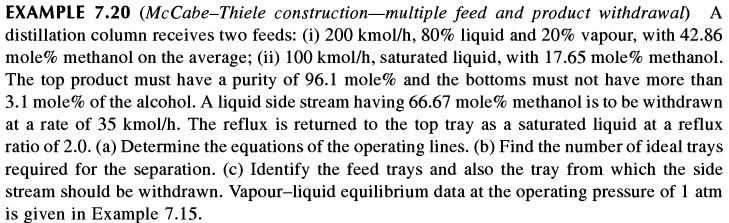 EXAMPLE 7.20 (McCabe–Thiele construction—multiple feed and product withdrawal) A
distillation column receives two feeds: (i) 200 kmol/h, 80% liquid and 20% vapour, with 42.86
mole% methanol on the average; (ii) 100 kmol/h, saturated liquid, with 17.65 mole% methanol.
The top product must have a purity of 96.1 mole% and the bottoms must not have more than
3.1 mole% of the alcohol. A liquid side stream having 66.67 mole% methanol is to be withdrawn
at a rate of 35 kmol/h. The reflux is returned to the top tray as a saturated liquid at a reflux
ratio of 2.0. (a) Determine the equations of the operating lines. (b) Find the number of ideal trays
required for the separation. (c) Identify the feed trays and also the tray from which the side
stream should be withdrawn. Vapour–liquid equilibrium data at the operating pressure of 1 atm
is given in Example 7.15.